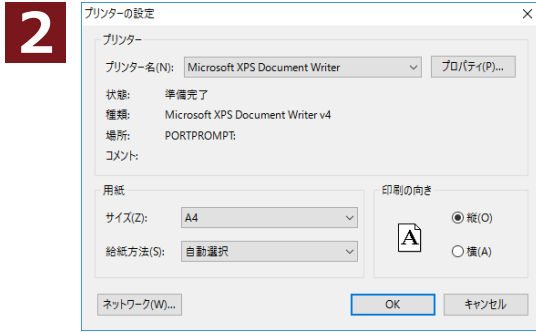 2
プリンターの設定
プリンター
プリンター名(N): Microsoft XPS Document Writer プロパティ(P)...
状態: 準備完了
種類: Microsoft XPS Document Writer v4
場所: PORTPROMPT:
コメント:
用紙
サイズ(Z): A4
給紙方法(S): 自動選択
印刷の向き
A
縦(O)
横(A)
ネットワーク(W)... OK キャンセル